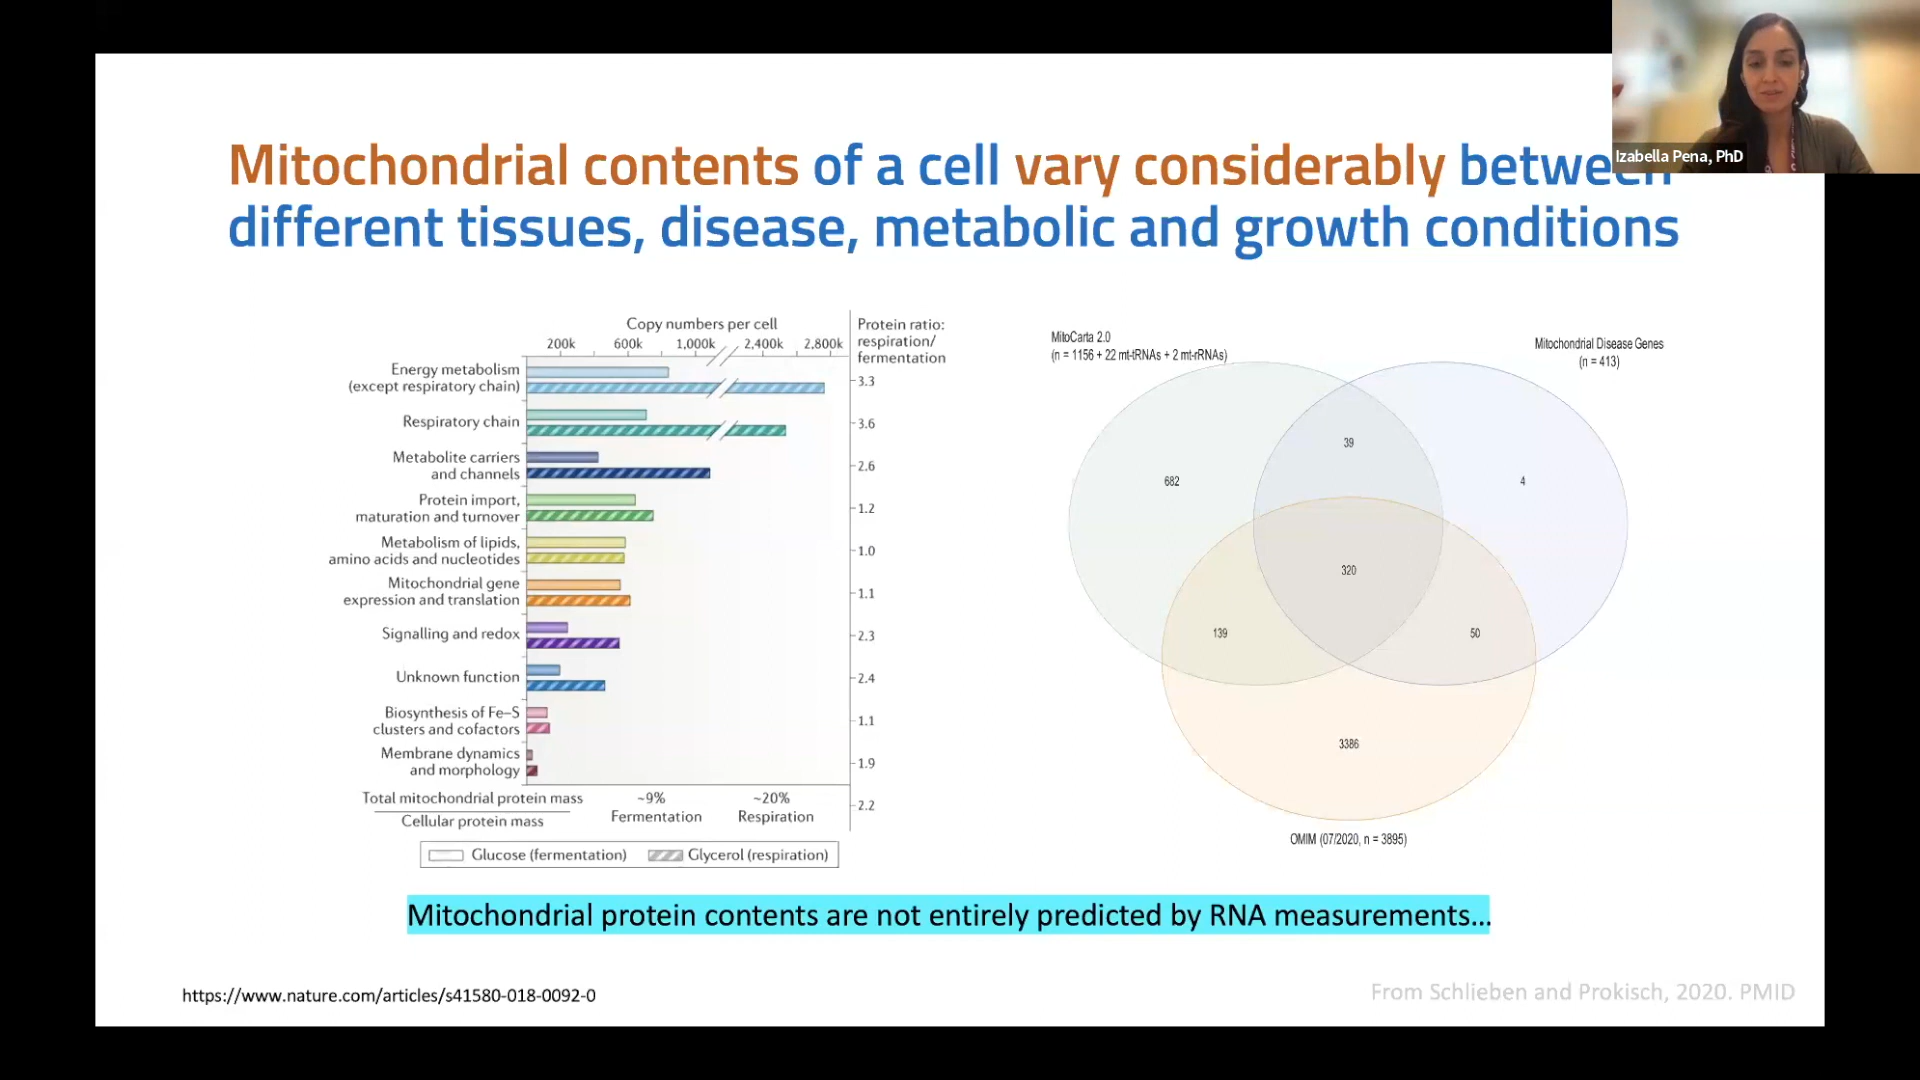 Izabella Pena, PhD
Mitochondrial contents of a cell vary considerably between
different tissues, disease, metabolic and growth conditions
Copy numbers per cell
200k 600k 1,000k 2,400k 2,800k
Protein ratio:
respiration/
fermentation
Energy metabolism
(except respiratory chain)
3.3
Respiratory chain
3.6
Metabolite carriers
and channels
2.6
Protein import,
maturation and turnover
1.2
Metabolism of lipids,
amino acids and nucleotides
1.0
Mitochondrial gene
expression and translation
1.1
Signalling and redox
2.3
Unknown function
2.4
Biosynthesis of Fe–S
clusters and cofactors
1.1
Membrane dynamics
and morphology
1.9
Total mitochondrial protein mass
Cellular protein mass
~9%
Fermentation
~20%
Respiration
2.2
Glucose (fermentation) Glycerol (respiration)
MitoCarta 2.0
(n = 1156 + 22 mt-tRNAs + 2 mt-rRNAs)
Mitochondrial Disease Genes
(n = 413)
39
682
4
320
139
50
3386
OMIM (07/2020, n = 3895)
Mitochondrial protein contents are not entirely predicted by RNA measurements...
https://www.nature.com/articles/s41580-018-0092-0
From Schlieben and Prokisch, 2020. PMID